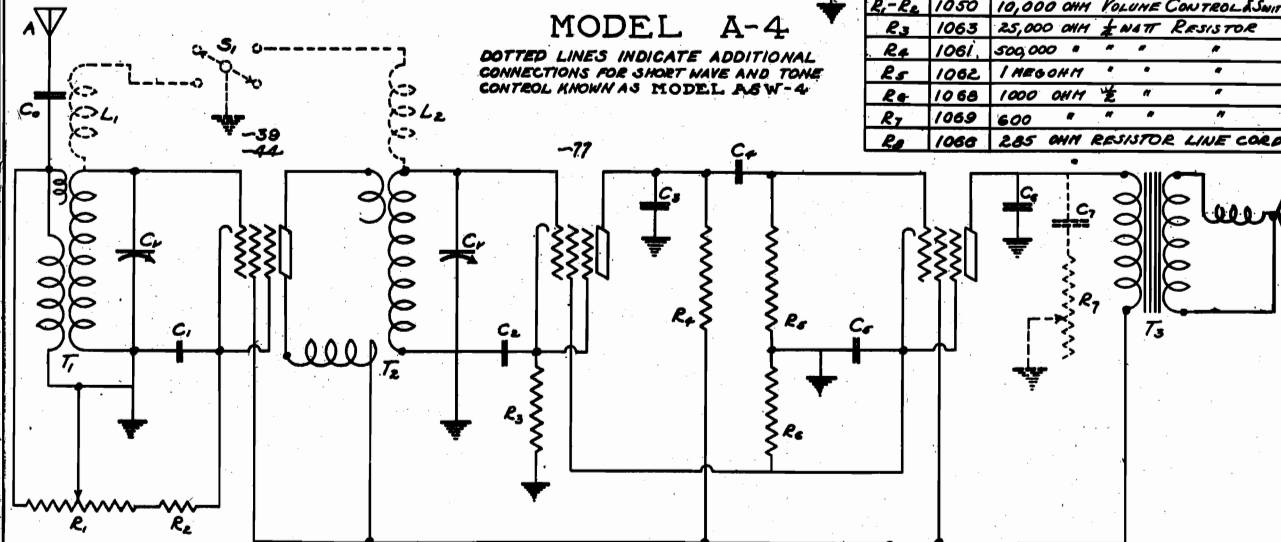 MODEL A-4
DOTTED LINES INDICATE ADDITIONAL
CONNECTIONS FOR SHORT WAVE AND TONE
CONTROL KNOWN AS MODEL ASW-4
R1-R2 1050 10,000 OHM VOLUME CONTROL &
R3 1063 25,000 OHM WATT RESISTOR
R4 1061 500,000 " " " "
R5 1062 1 MEGOHM " " "
R6 1068 1000 OHM ½ " "
R7 1069 600 " " " "
R8 1066 285 OHM RESISTOR LINE CORD
A
S1
C0
L1
L2
-39
-44
-77
C4
C3
C6
C7
Cv
Cv
C1
C2
R4
R5
C5
R7
T1
T2
T3
R3
R6
R1
R2